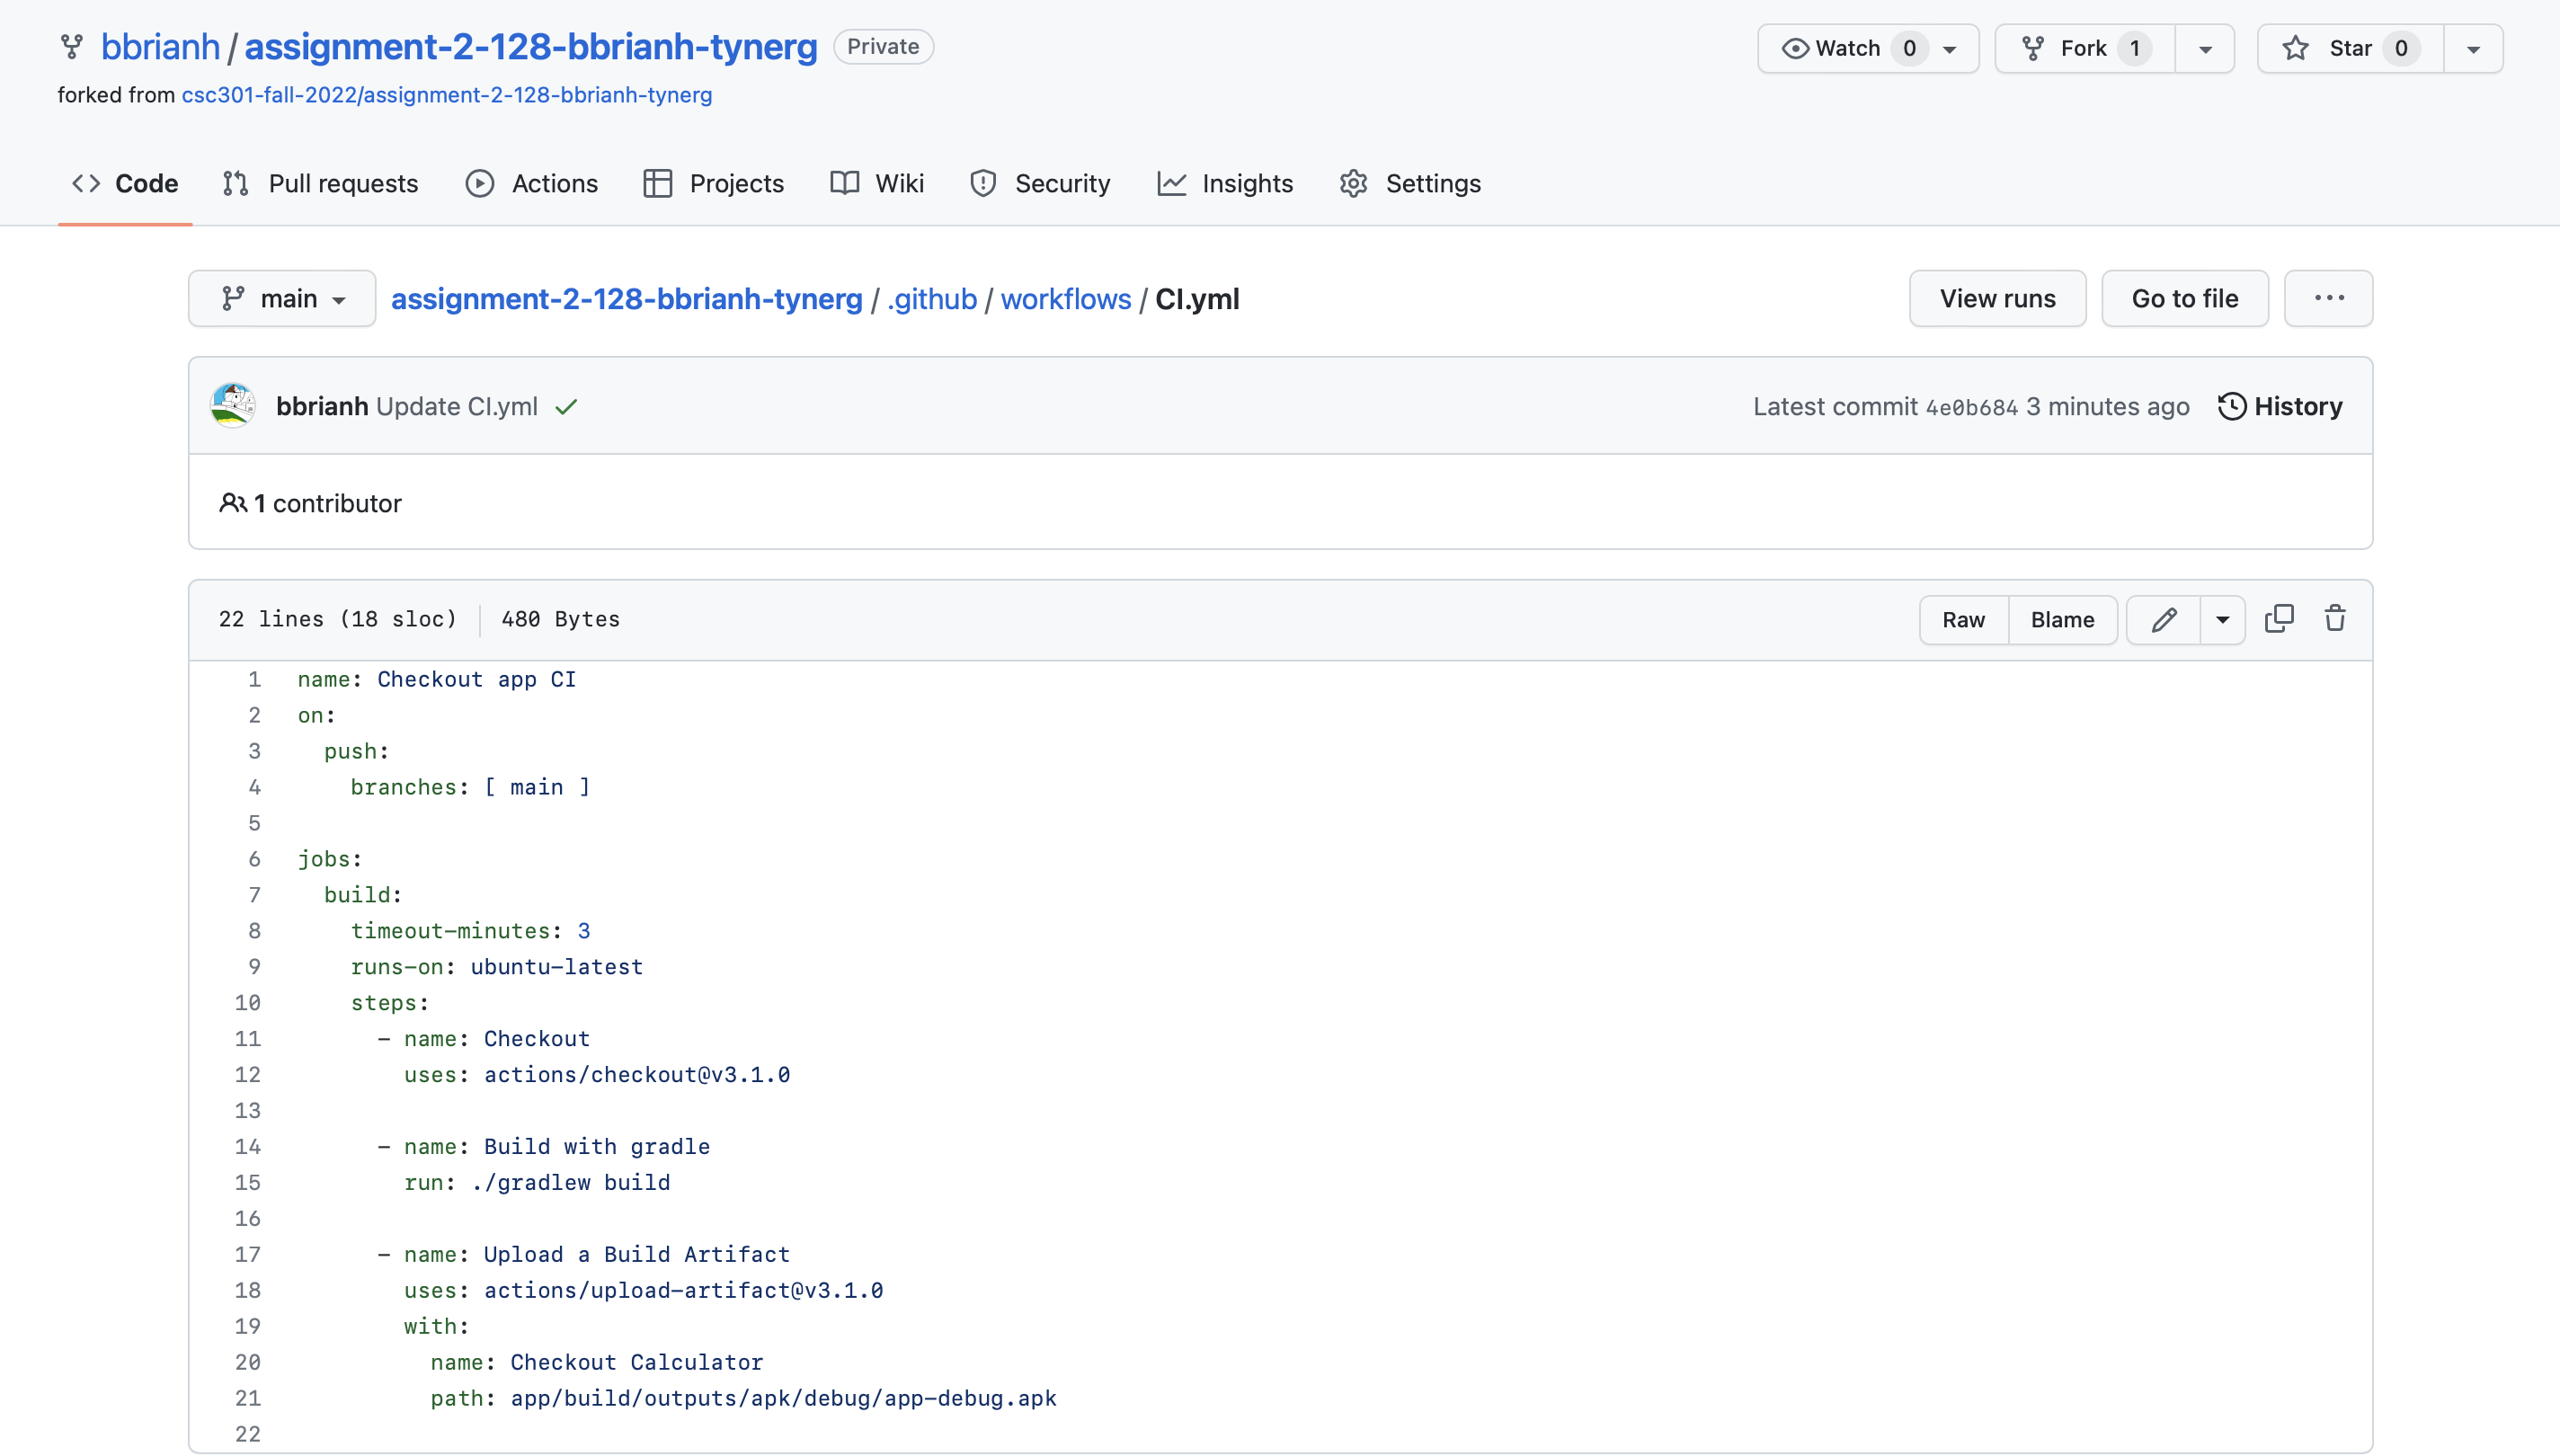 bbrianh / assignment-2-128-bbrianh-tynerg Private Watch 0 Fork 1 Star 0
forked from csc301-fall-2022/assignment-2-128-bbrianh-tynerg
Code Pull requests Actions Projects Wiki Security Insights Settings
main assignment-2-128-bbrianh-tynerg / .github / workflows / CI.yml View runs Go to file ...
bbrianh Update CI.yml Latest commit 4e0b684 3 minutes ago History
1 contributor
22 lines (18 sloc) 480 Bytes Raw Blame
1 name: Checkout app CI
2 on:
3   push:
4     branches: [ main ]
5
6 jobs:
7   build:
8     timeout-minutes: 3
9     runs-on: ubuntu-latest
10     steps:
11       - name: Checkout
12         uses: actions/checkout@v3.1.0
13
14       - name: Build with gradle
15         run: ./gradlew build
16
17       - name: Upload a Build Artifact
18         uses: actions/upload-artifact@v3.1.0
19         with:
20           name: Checkout Calculator
21           path: app/build/outputs/apk/debug/app-debug.apk
22